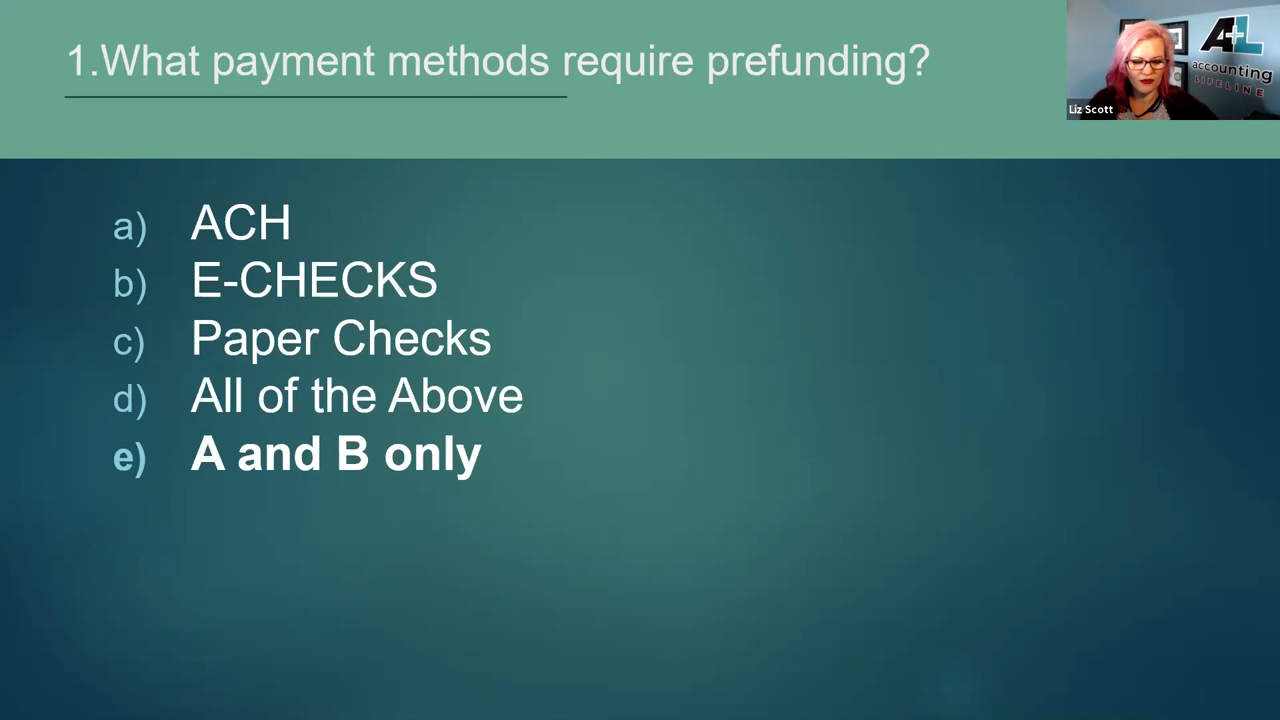 1.What payment methods require prefunding?
A+L
accounting
LIFELINE
Liz Scott
a) ACH
b) E-CHECKS
c) Paper Checks
d) All of the Above
e) A and B only